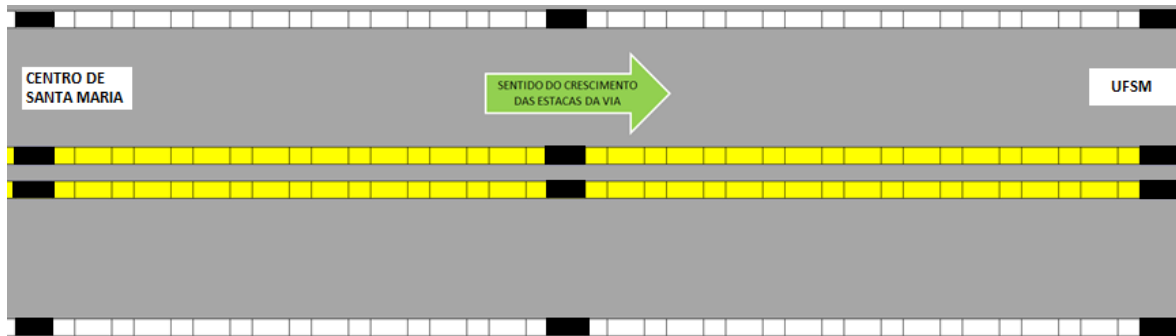 CENTRO DE
SANTA MARIA
SENTIDO DO CRESCIMENTO
DAS ESTACAS DA VIA
UFSM